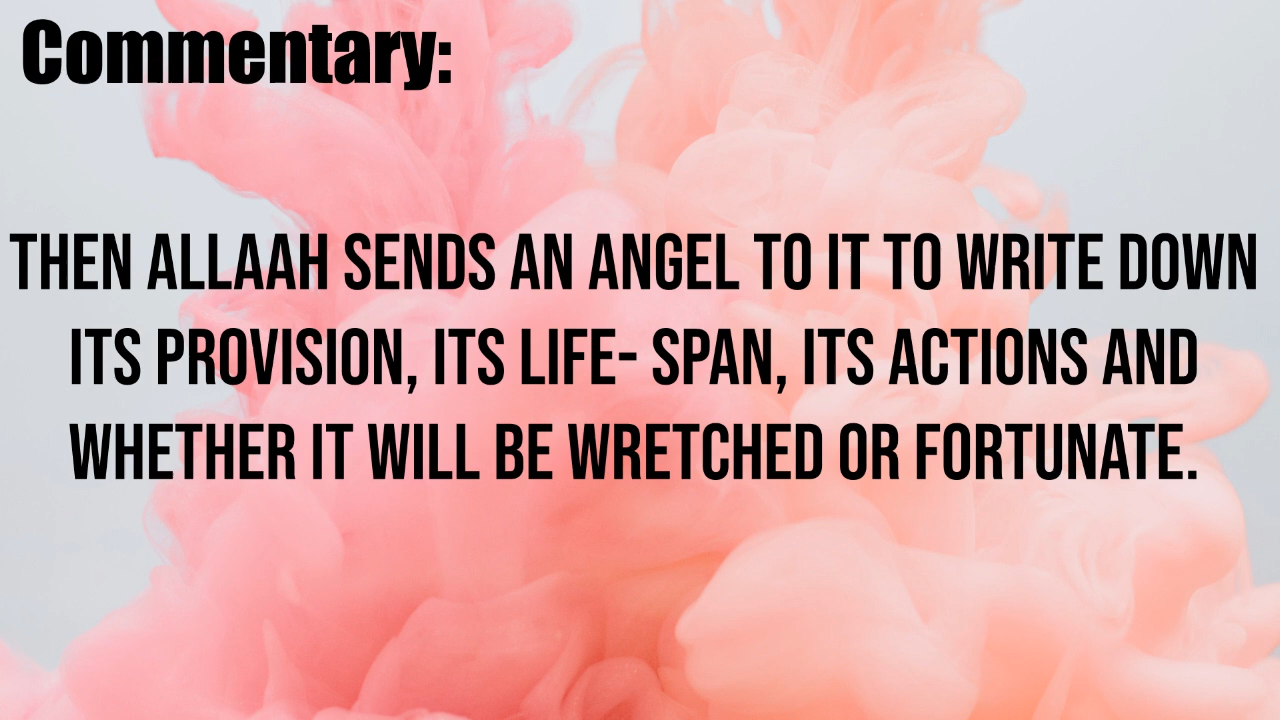 Commentary:
THEN ALLAAH SENDS AN ANGEL TO IT TO WRITE DOWN
ITS PROVISION, ITS LIFE- SPAN, ITS ACTIONS AND
WHETHER IT WILL BE WRETCHED OR FORTUNATE.